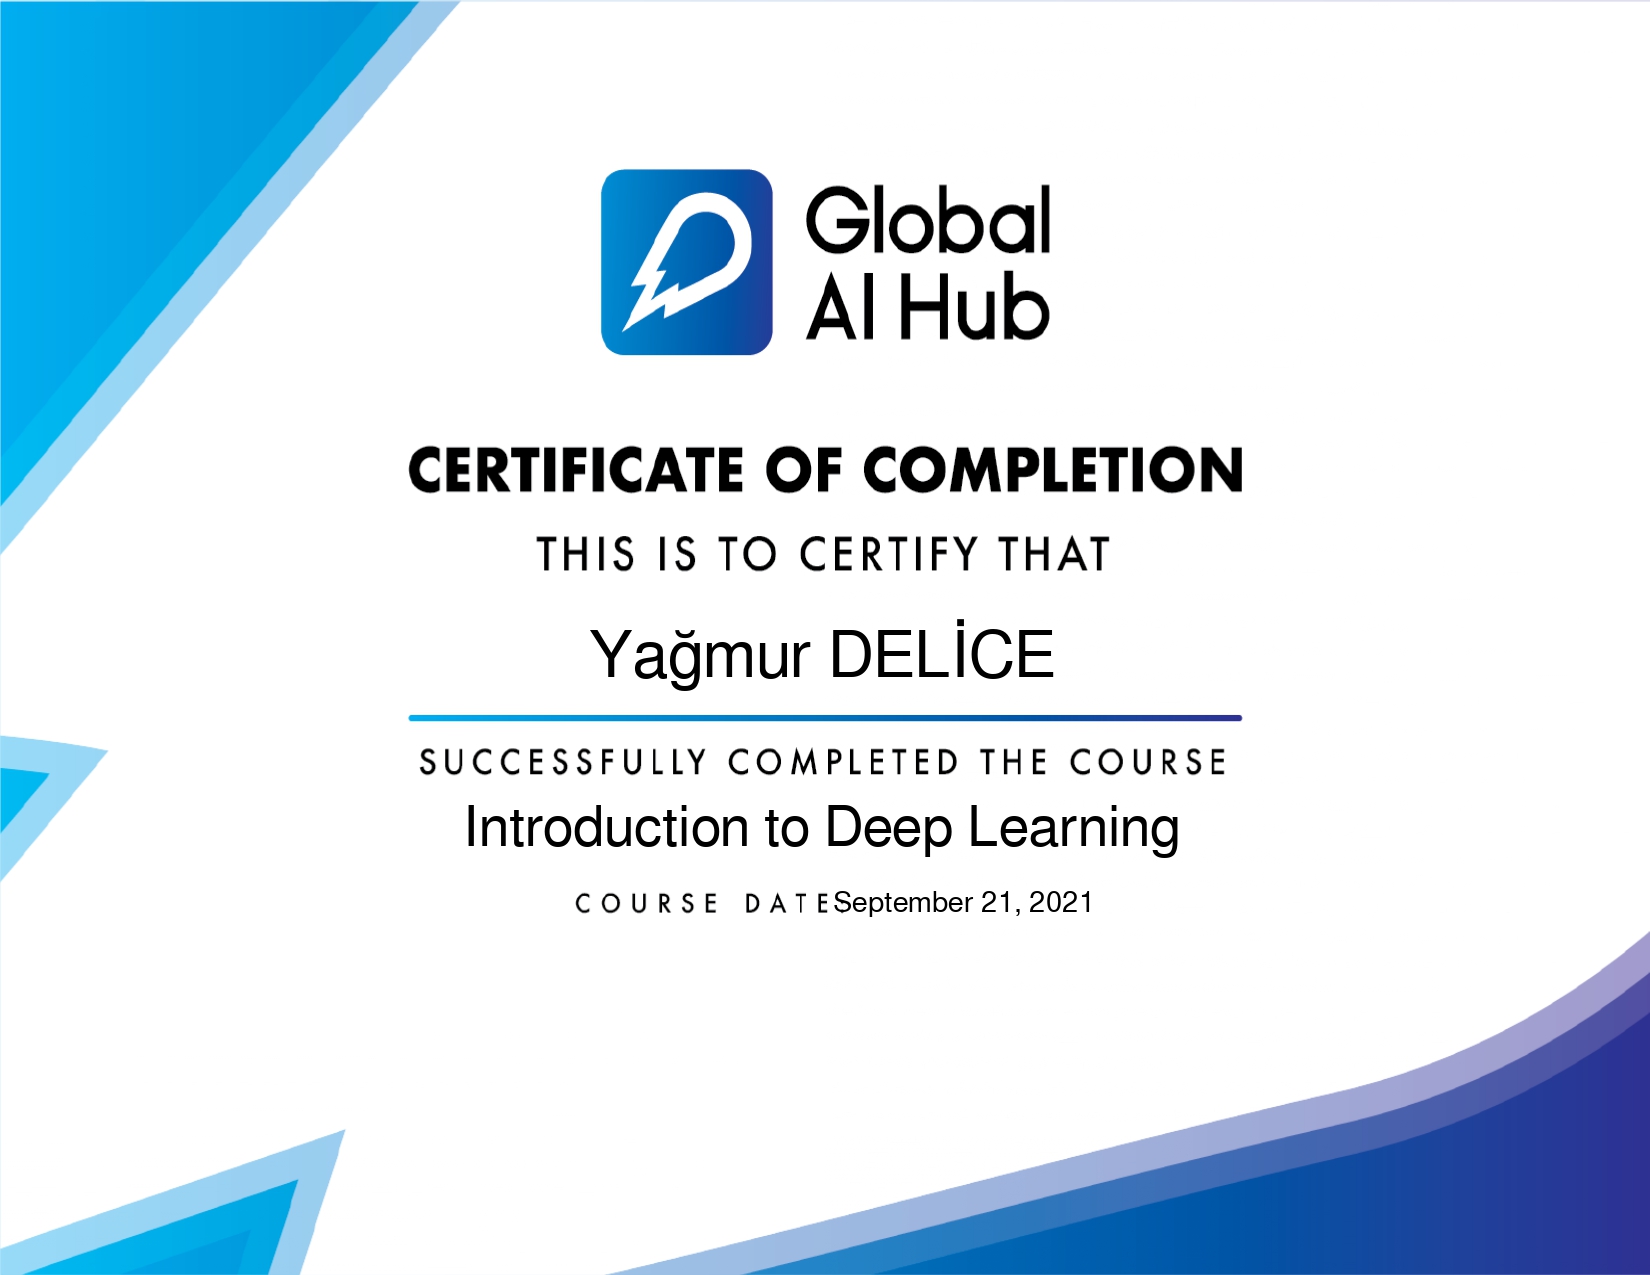 Global
AI Hub
CERTIFICATE OF COMPLETION
THIS IS TO CERTIFY THAT
Yağmur DELİCE
SUCCESSFULLY COMPLETED THE COURSE
Introduction to Deep Learning
COURSE DATE: September 21, 2021